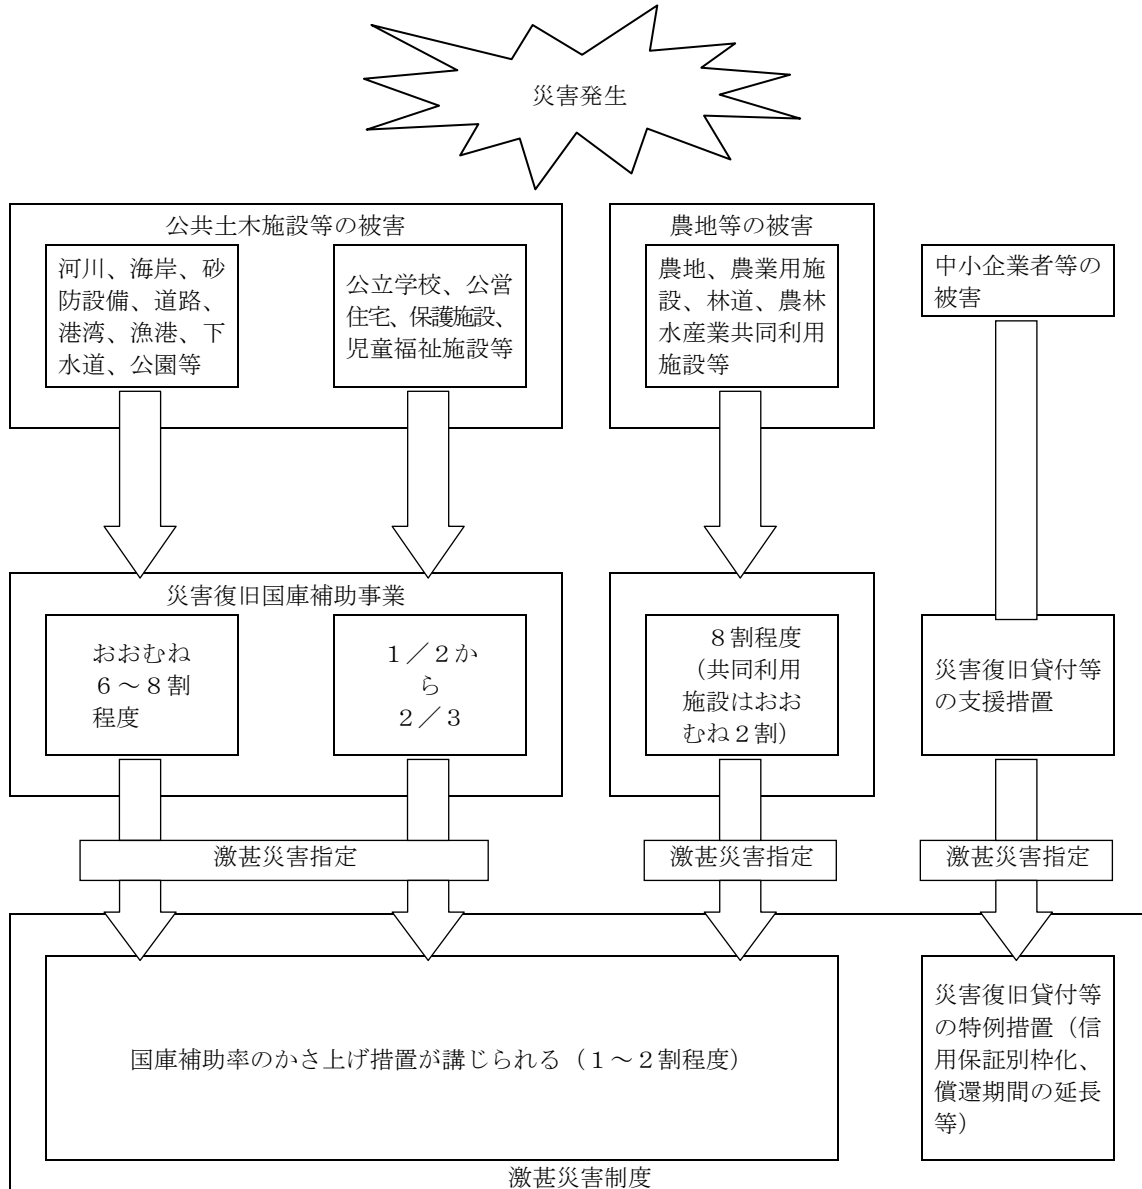 災害発生
公共土木施設等の被害
河川、海岸、砂
防設備、道路、
港湾、漁港、下
水道、公園等
公立学校、公営
住宅、保護施設、
児童福祉施設等
農地等の被害
農地、農業用施
設、林道、農林
水産業共同利用
施設等
中小企業者等の
被害
災害復旧国庫補助事業
おおむね
6~8割
程度
1/2か
ら
2/3
8割程度
(共同利用
施設はおお
むね2割)
災害復旧貸付等
の支援措置
激甚災害指定
激甚災害指定
激甚災害指定
国庫補助率のかさ上げ措置が講じられる(1~2割程度)
災害復旧貸付等
の特例措置(信
用保証別枠化、
償還期間の延長
等)
激甚災害制度